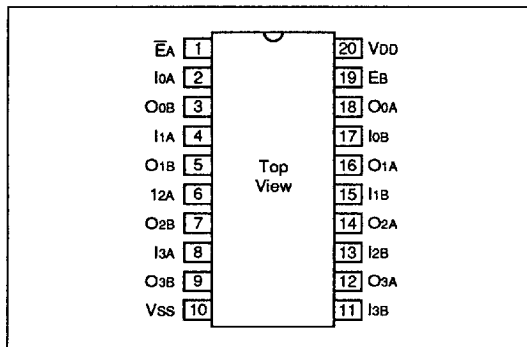 E̅A 1 20 VDD
I0A 2 19 EB
O0B 3 18 O0A
I1A 4 17 I0B
O1B 5 16 O1A
12A 6 15 I1B
O2B 7 14 O2A
I3A 8 13 I2B
O3B 9 12 O3A
VSS 10 11 I3B
Top
View